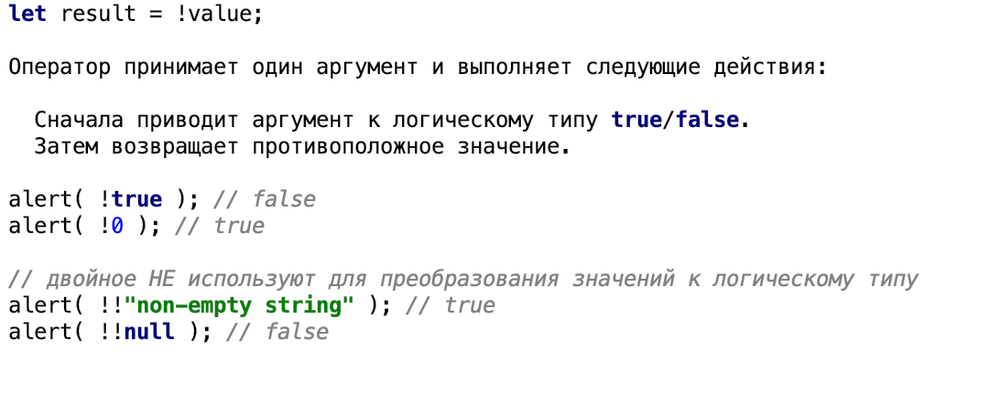 let result = !value;
Оператор принимает один аргумент и выполняет следующие действия:
Сначала приводит аргумент к логическому типу true/false.
Затем возвращает противоположное значение.
alert( !true ); // false
alert( !0 ); // true
// двойное НЕ используют для преобразования значений к логическому типу
alert( !!"non-empty string" ); // true
alert( !!null ); // false